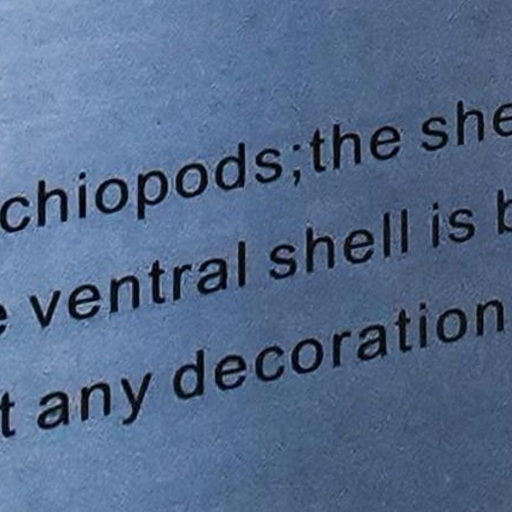 chiopods;the she
e ventral shell is b
t any decoration